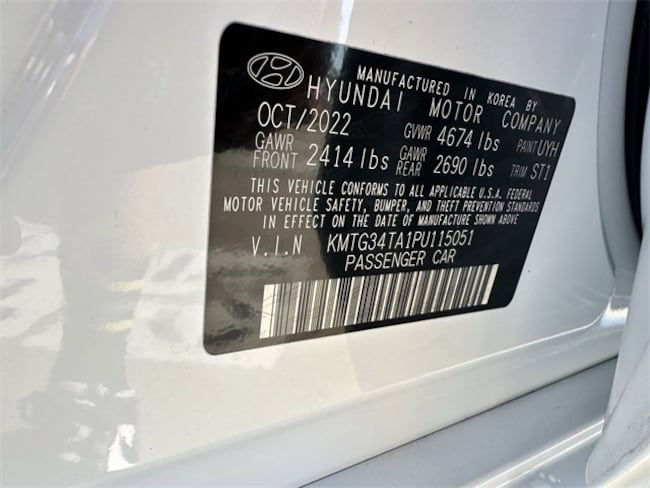 MANUFACTURED IN KOREA BY
HYUNDAI MOTOR COMPANY
OCT/2022 GVWR 4674 lbs PAINT UYH
GAWR FRONT 2414 lbs GAWR REAR 2690 lbs TRIM ST1
THIS VEHICLE CONFORMS TO ALL APPLICABLE U.S.A. FEDERAL
MOTOR VEHICLE SAFETY, BUMPER, AND THEFT PREVENTION STANDARDS
IN EFFECT ON THE DATE OF MANUFACTURE SHOWN ABOVE
V.I.N KMTG34TA1PU115051
PASSENGER CAR